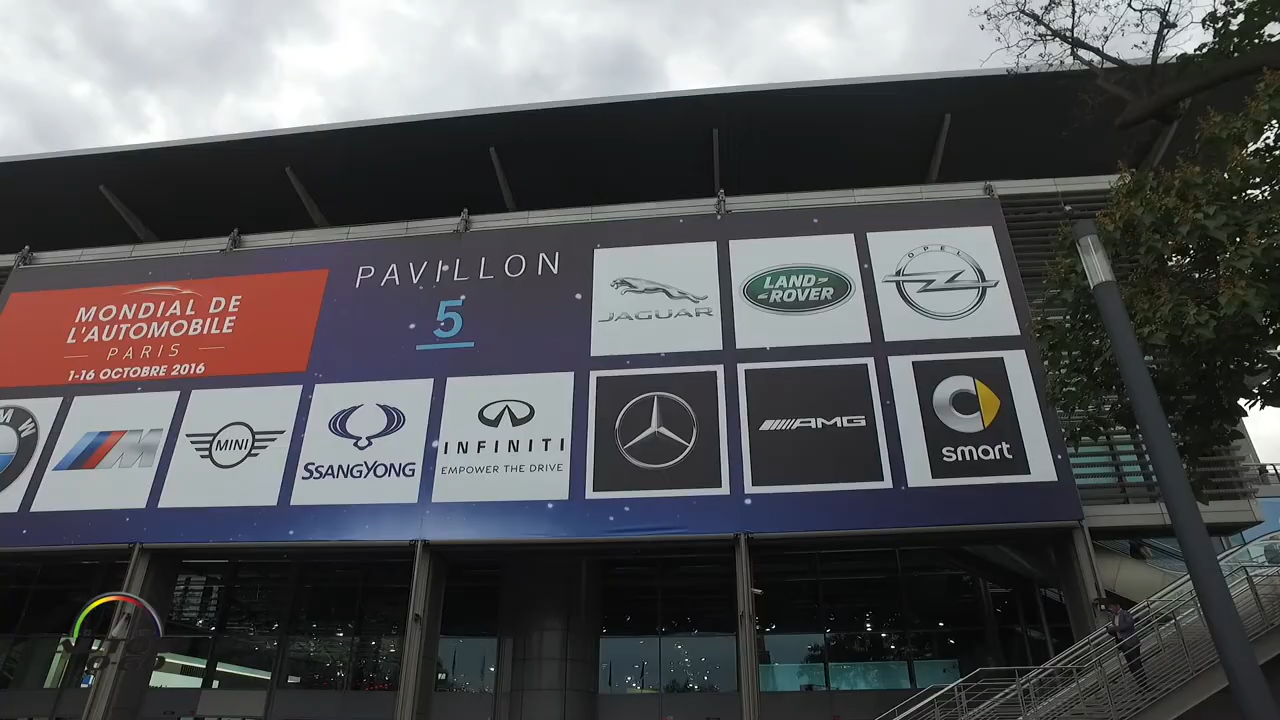 MONDIAL DE
L'AUTOMOBILE
PARIS
1-16 OCTOBRE 2016
PAVILLON
5
JAGUAR
LAND-
-ROVER
OPEL
MW
M
MINI
SSANGYONG
INFINITI
EMPOWER THE DRIVE
AMG
smart